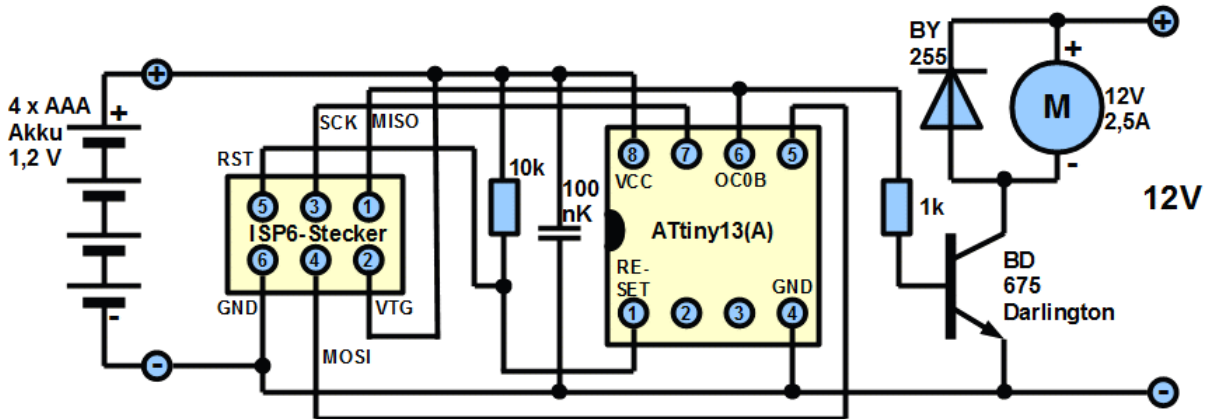 BY
255
+
+
4 x AAA
Akku
1,2 V
+
SCK
MISO
M
12V
2,5A
RST
10k
100
nK
8
7
6
5
VCC
OC0B
-
5
3
1
ISP6-Stecker
6
4
2
ATtiny13(A)
1k
12V
RE-
SET
GND
BD
675
Darlington
GND
VTG
1
2
3
4
-
MOSI
-
-